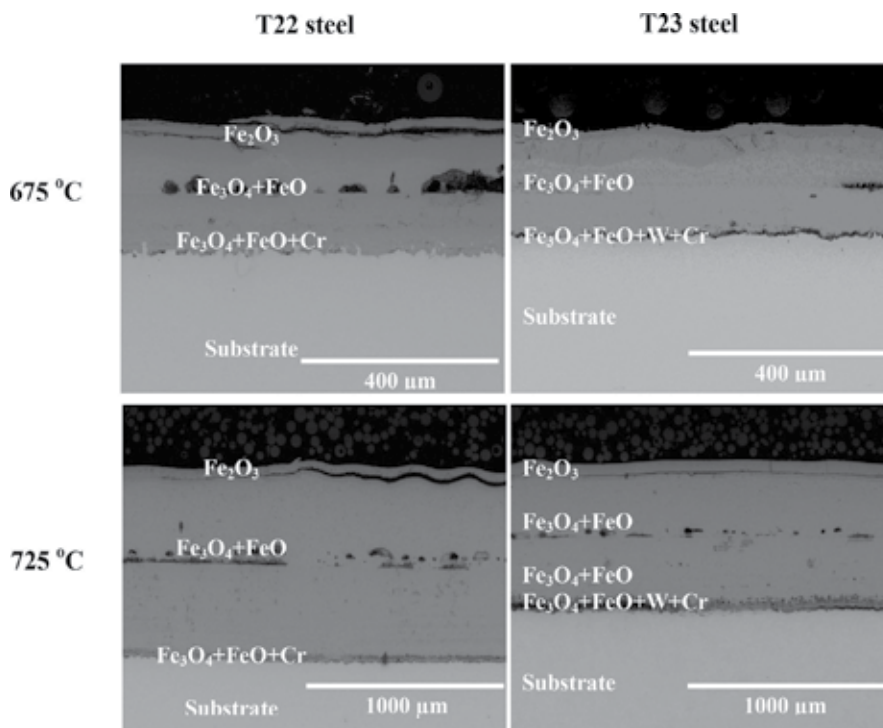 T22 steel
T23 steel
675 °C
Fe₂O₃
Fe₃O₄+FeO
Fe₃O₄+FeO+Cr
Substrate
400 µm
Fe₂O₃
Fe₃O₄+FeO
Fe₃O₄+FeO+W+Cr
Substrate
400 µm
725 °C
Fe₂O₃
Fe₃O₄+FeO
Fe₃O₄+FeO+Cr
Substrate
1000 µm
Fe₂O₃
Fe₃O₄+FeO
Fe₃O₄+FeO
Fe₃O₄+FeO+W+Cr
Substrate
1000 µm